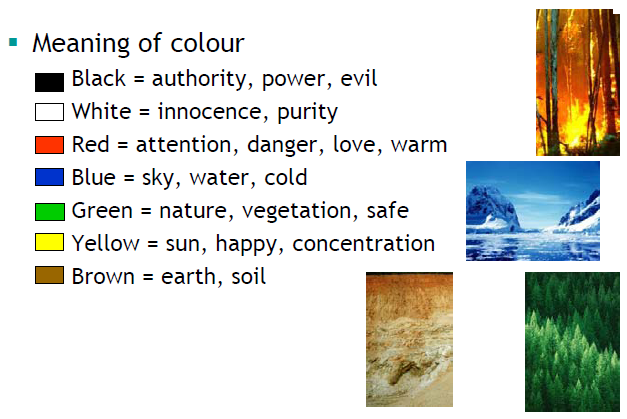 Meaning of colour
Black = authority, power, evil
White = innocence, purity
Red = attention, danger, love, warm
Blue = sky, water, cold
Green = nature, vegetation, safe
Yellow = sun, happy, concentration
Brown = earth, soil